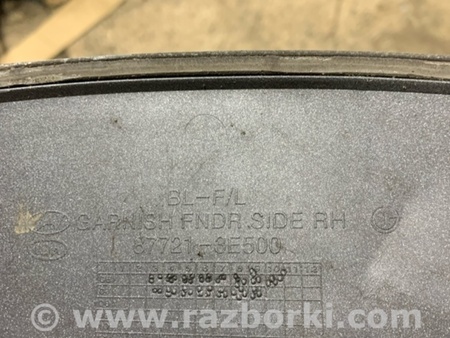 BL-F/L
GARNISH FNDR.SIDE RH
87721-3E500
www.razborki.com